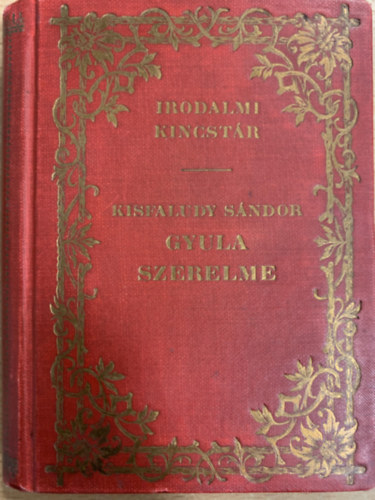 IRODALMI
KINCSTÁR
KISFALUDY SÁNDOR
GYULA
SZERELME